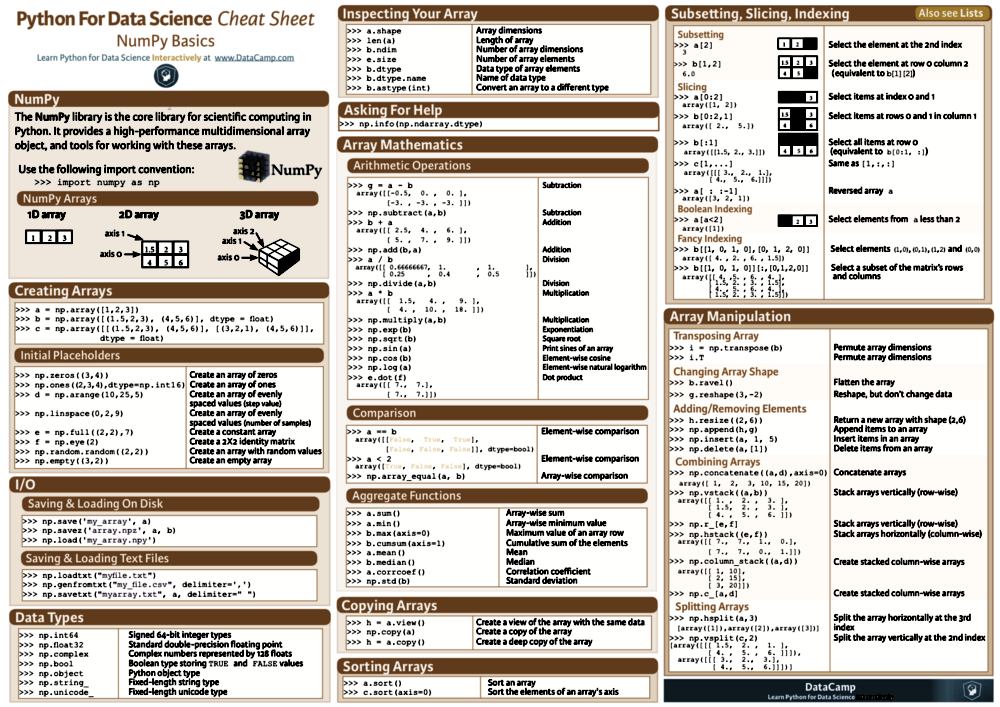 Python For Data Science Cheat Sheet
NumPy Basics
Learn Python for Data Science Interactively at www.DataCamp.com
NumPy
The NumPy library is the core library for scientific computing in
Python. It provides a high-performance multidimensional array
object, and tools for working with these arrays.
Use the following import convention:
>>> import numpy as np
NumPy
NumPy Arrays
1D array
2D array
3D array
1 2 3
axis 1
axis 0
1.5 2 3
4 5 6
axis 2
axis 1
axis 0
Creating Arrays
>>> a = np.array([1,2,3])
>>> b = np.array([(1.5,2,3), (4,5,6)], dtype = float)
>>> c = np.array([[(1.5,2,3), (4,5,6)], [(3,2,1), (4,5,6)]],
dtype = float)
Initial Placeholders
>>> np.zeros((3,4)) Create an array of zeros
>>> np.ones((2,3,4),dtype=np.int16) Create an array of ones
>>> d = np.arange(10,25,5) Create an array of evenly
spaced values (step value)
>>> np.linspace(0,2,9) Create an array of evenly
spaced values (number of samples)
>>> e = np.full((2,2),7) Create a constant array
>>> f = np.eye(2) Create a 2X2 identity matrix
>>> np.random.random((2,2)) Create an array with random values
>>> np.empty((3,2)) Create an empty array
I/O
Saving & Loading On Disk
>>> np.save('my_array', a)
>>> np.savez('array.npz', a, b)
>>> np.load('my_array.npy')
Saving & Loading Text Files
>>> np.loadtxt("myfile.txt")
>>> np.genfromtxt("my_file.csv", delimiter=',')
>>> np.savetxt("myarray.txt", a, delimiter=" ")
Data Types
>>> np.int64 Signed 64-bit integer types
>>> np.float32 Standard double-precision floating point
>>> np.complex Complex numbers represented by 128 floats
>>> np.bool Boolean type storing TRUE and FALSE values
>>> np.object Python object type
>>> np.string_ Fixed-length string type
>>> np.unicode_ Fixed-length unicode type
Inspecting Your Array
>>> a.shape Array dimensions
>>> len(a) Length of array
>>> b.ndim Number of array dimensions
>>> e.size Number of array elements
>>> b.dtype Data type of array elements
>>> b.dtype.name Name of data type
>>> b.astype(int) Convert an array to a different type
Asking For Help
>>> np.info(np.ndarray.dtype)
Array Mathematics
Arithmetic Operations
>>> g = a - b Subtraction
array([[-0.5, 0. , 0. ],
[-3. , -3. , -3. ]])
>>> np.subtract(a,b) Subtraction
>>> b + a Addition
array([[ 2.5, 4. , 6. ],
[ 5. , 7. , 9. ]])
>>> np.add(b,a) Addition
>>> a / b Division
array([[ 0.66666667, 1. , 1. ],
[ 0.25 , 0.4 , 0.5 ]])
>>> np.divide(a,b) Division
>>> a * b Multiplication
array([[ 1.5, 4. , 9. ],
[ 4. , 10. , 18. ]])
>>> np.multiply(a,b) Multiplication
>>> np.exp(b) Exponentiation
>>> np.sqrt(b) Square root
>>> np.sin(a) Print sines of an array
>>> np.cos(b) Element-wise cosine
>>> np.log(a) Element-wise natural logarithm
>>> e.dot(f) Dot product
array([[ 7., 7.],
[ 7., 7.]])
Comparison
>>> a == b Element-wise comparison
array([[False, True, True],
[False, False, False]], dtype=bool)
>>> a < 2 Element-wise comparison
array([True, False, False], dtype=bool)
>>> np.array_equal(a, b) Array-wise comparison
Aggregate Functions
>>> a.sum() Array-wise sum
>>> a.min() Array-wise minimum value
>>> b.max(axis=0) Maximum value of an array row
>>> b.cumsum(axis=1) Cumulative sum of the elements
>>> a.mean() Mean
>>> b.median() Median
>>> a.corrcoef() Correlation coefficient
>>> np.std(b) Standard deviation
Copying Arrays
>>> h = a.view() Create a view of the array with the same data
>>> np.copy(a) Create a copy of the array
>>> h = a.copy() Create a deep copy of the array
Sorting Arrays
>>> a.sort() Sort an array
>>> c.sort(axis=0) Sort the elements of an array's axis
Subsetting, Slicing, Indexing
Also see Lists
Subsetting
>>> a[2] 1 2 Select the element at the 2nd index
3
>>> b[1,2] 1.5 2 3 Select the element at row 0 column 2
6.0 4 5 (equivalent to b[1][2])
Slicing
>>> a[0:2] 3 Select items at index 0 and 1
array([1, 2])
>>> b[0:2,1] 1.5 3 Select items at rows 0 and 1 in column 1
array([ 2., 5.]) 4 6
>>> b[:1] Select all items at row 0
array([[1.5, 2., 3.]]) 4 5 6 (equivalent to b[0:1, :])
>>> c[1,...] Same as [1,:,:]
array([[[ 3., 2., 1.],
[ 4., 5., 6.]]])
>>> a[ : :-1] Reversed array a
array([3, 2, 1])
Boolean Indexing
>>> a[a<2] 2 3 Select elements from a less than 2
array([1])
Fancy Indexing
>>> b[[1, 0, 1, 0],[0, 1, 2, 0]] Select elements (1,0),(0,1),(1,2) and (0,0)
array([ 4. , 2. , 6. , 1.5])
>>> b[[1, 0, 1, 0]][:,[0,1,2,0]] Select a subset of the matrix's rows
array([[ 4. ,5. , 6. , 4. ], and columns
[ 1.5, 2. , 3. , 1.5],
[ 4. , 5. , 6. , 4. ],
[ 1.5, 2. , 3. , 1.5]])
Array Manipulation
Transposing Array
>>> i = np.transpose(b) Permute array dimensions
>>> i.T Permute array dimensions
Changing Array Shape
>>> b.ravel() Flatten the array
>>> g.reshape(3,-2) Reshape, but don't change data
Adding/Removing Elements
>>> h.resize((2,6)) Return a new array with shape (2,6)
>>> np.append(h,g) Append items to an array
>>> np.insert(a, 1, 5) Insert items in an array
>>> np.delete(a,[1]) Delete items from an array
Combining Arrays
>>> np.concatenate((a,d),axis=0) Concatenate arrays
array([ 1, 2, 3, 10, 15, 20])
>>> np.vstack((a,b)) Stack arrays vertically (row-wise)
array([[ 1. , 2. , 3. ],
[ 1.5, 2. , 3. ],
[ 4. , 5. , 6. ]])
>>> np.r_[e,f] Stack arrays vertically (row-wise)
>>> np.hstack((e,f)) Stack arrays horizontally (column-wise)
array([[ 7., 7., 1., 0.],
[ 7., 7., 0., 1.]])
>>> np.column_stack((a,d)) Create stacked column-wise arrays
array([[ 1, 10],
[ 2, 15],
[ 3, 20]])
>>> np.c_[a,d] Create stacked column-wise arrays
Splitting Arrays
>>> np.hsplit(a,3) Split the array horizontally at the 3rd
[array([1]),array([2]),array([3])] index
>>> np.vsplit(c,2) Split the array vertically at the 2nd index
[array([[[ 1.5, 2. , 1. ],
[ 4. , 5. , 6. ]]]),
array([[[ 3., 2., 3.],
[ 4., 5., 6.]]])]
DataCamp
Learn Python for Data Science Interactively